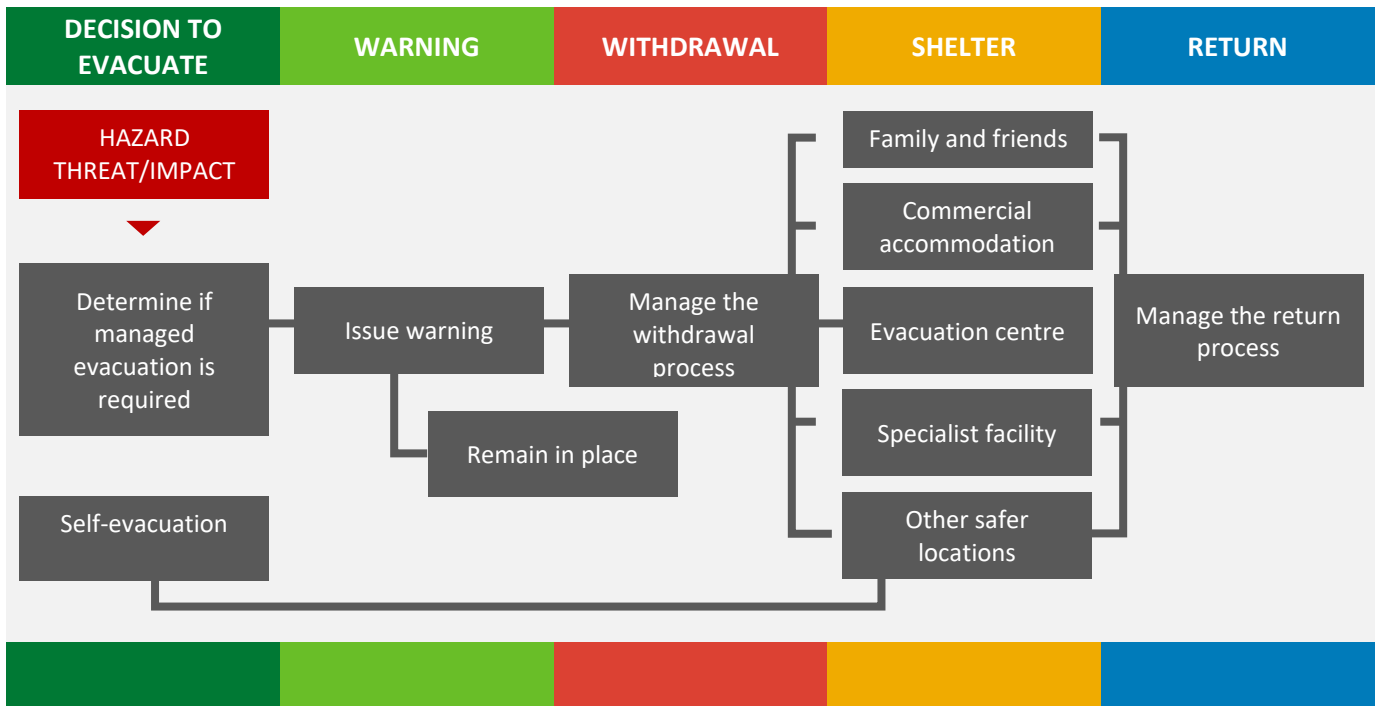 DECISION TO
EVACUATE
WARNING
WITHDRAWAL
SHELTER
RETURN
HAZARD
THREAT/IMPACT
Determine if
managed
evacuation is
required
Self-evacuation
Issue warning
Remain in place
Manage the
withdrawal
process
Family and friends
Commercial
accommodation
Evacuation centre
Specialist facility
Other safer
locations
Manage the return
process